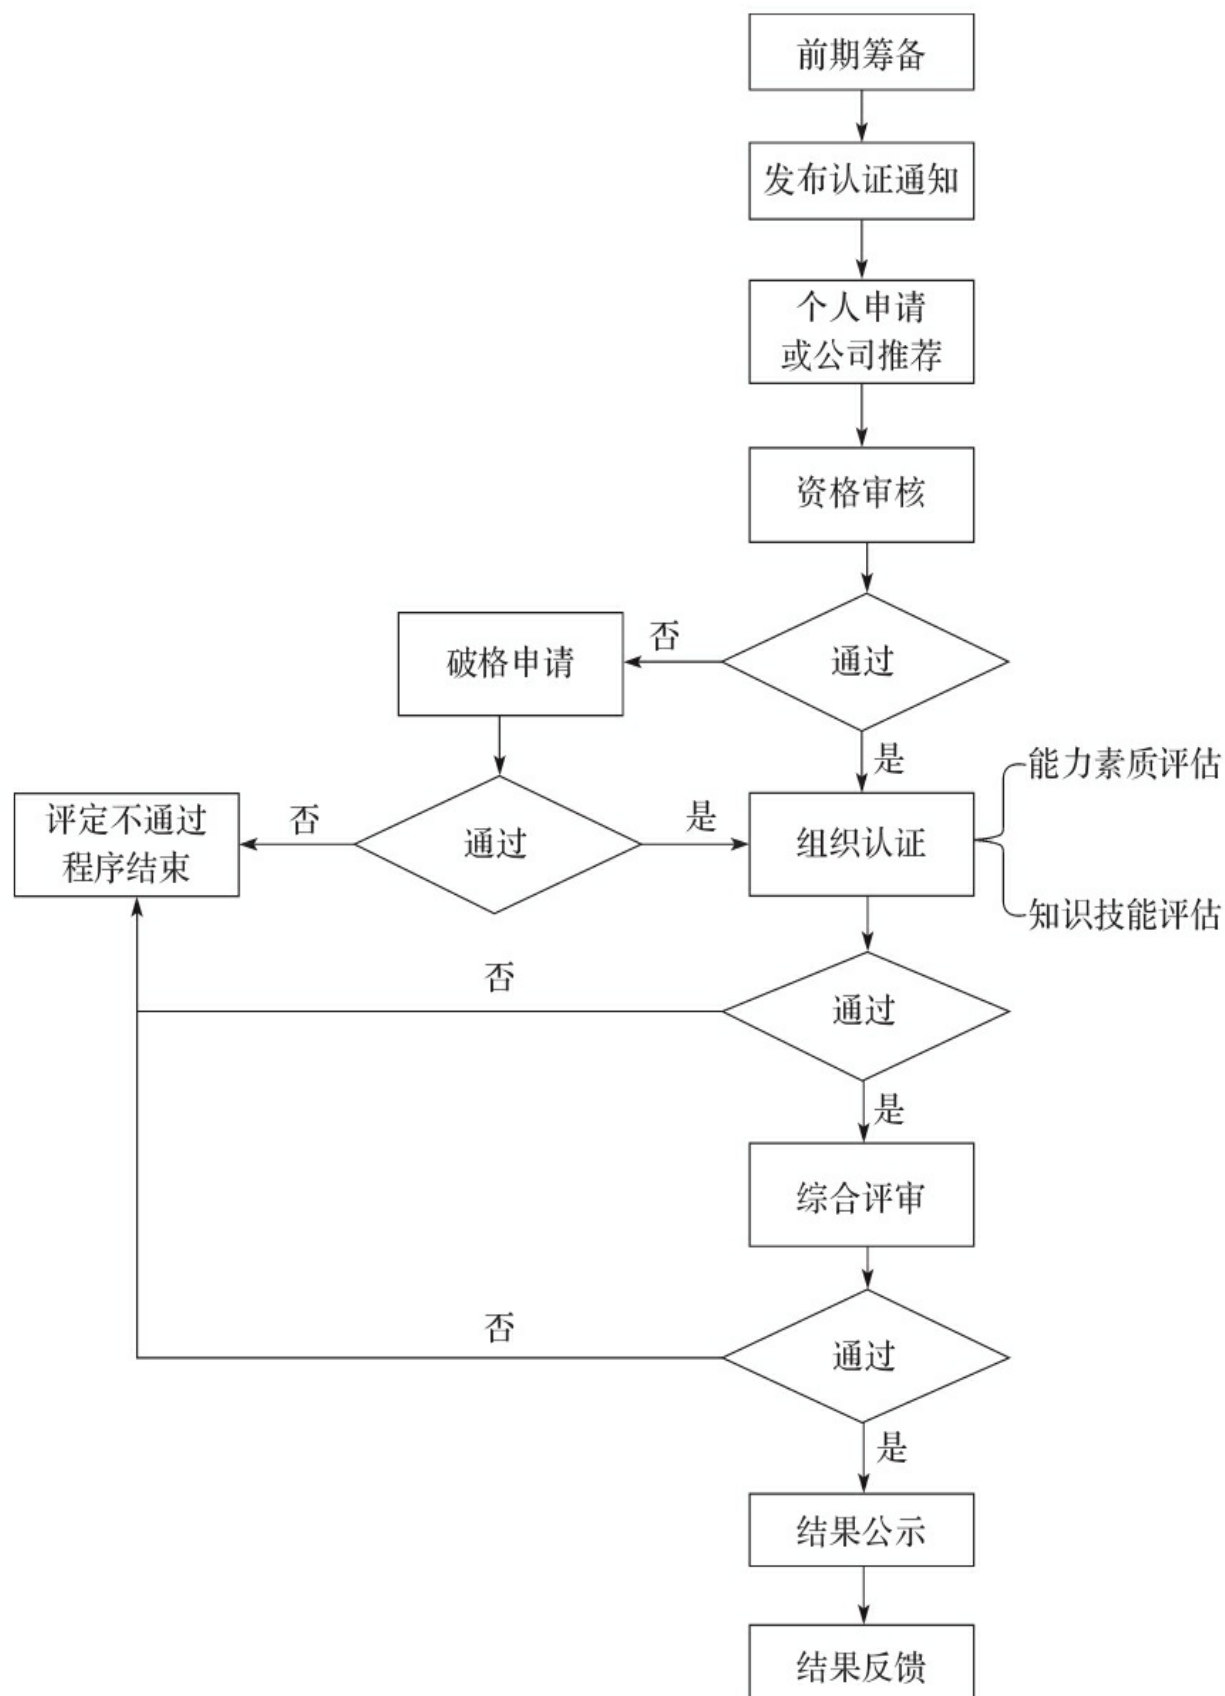 前期筹备
发布认证通知
个人申请
或公司推荐
资格审核
否
破格申请
通过
是
能力素质评估
评定不通过
程序结束
否
通过
是
组织认证
知识技能评估
否
通过
是
综合评审
否
通过
是
结果公示
结果反馈